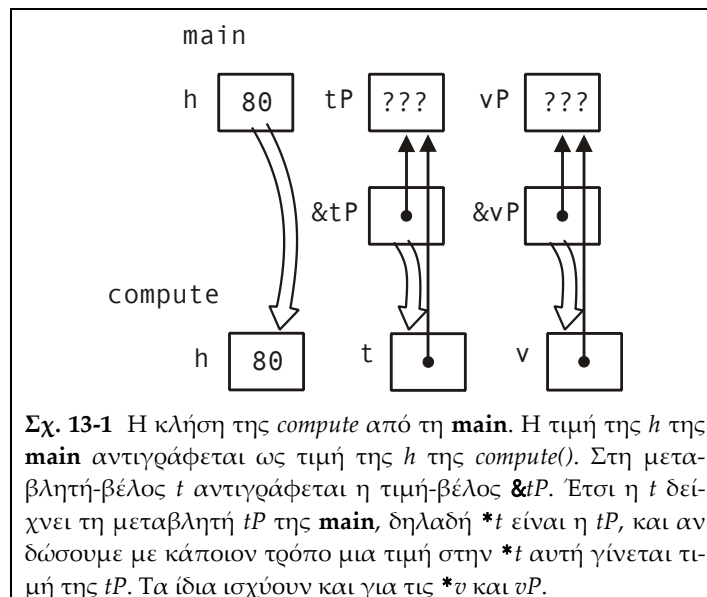 main
h 80 tP ??? vP ???
&tP &vP
compute
h 80 t v
Σχ. 13-1 Η κλήση της compute από τη main. Η τιμή της h της
main αντιγράφεται ως τιμή της h της compute(). Στη μετα-
βλητή-βέλος t αντιγράφεται η τιμή-βέλος &tP. Έτσι η t δεί-
χνει τη μεταβλητή tP της main, δηλαδή *t είναι η tP, και αν
δώσουμε με κάποιον τρόπο μια τιμή στην *t αυτή γίνεται τι-
μή της tP. Τα ίδια ισχύουν και για τις *v και vP.